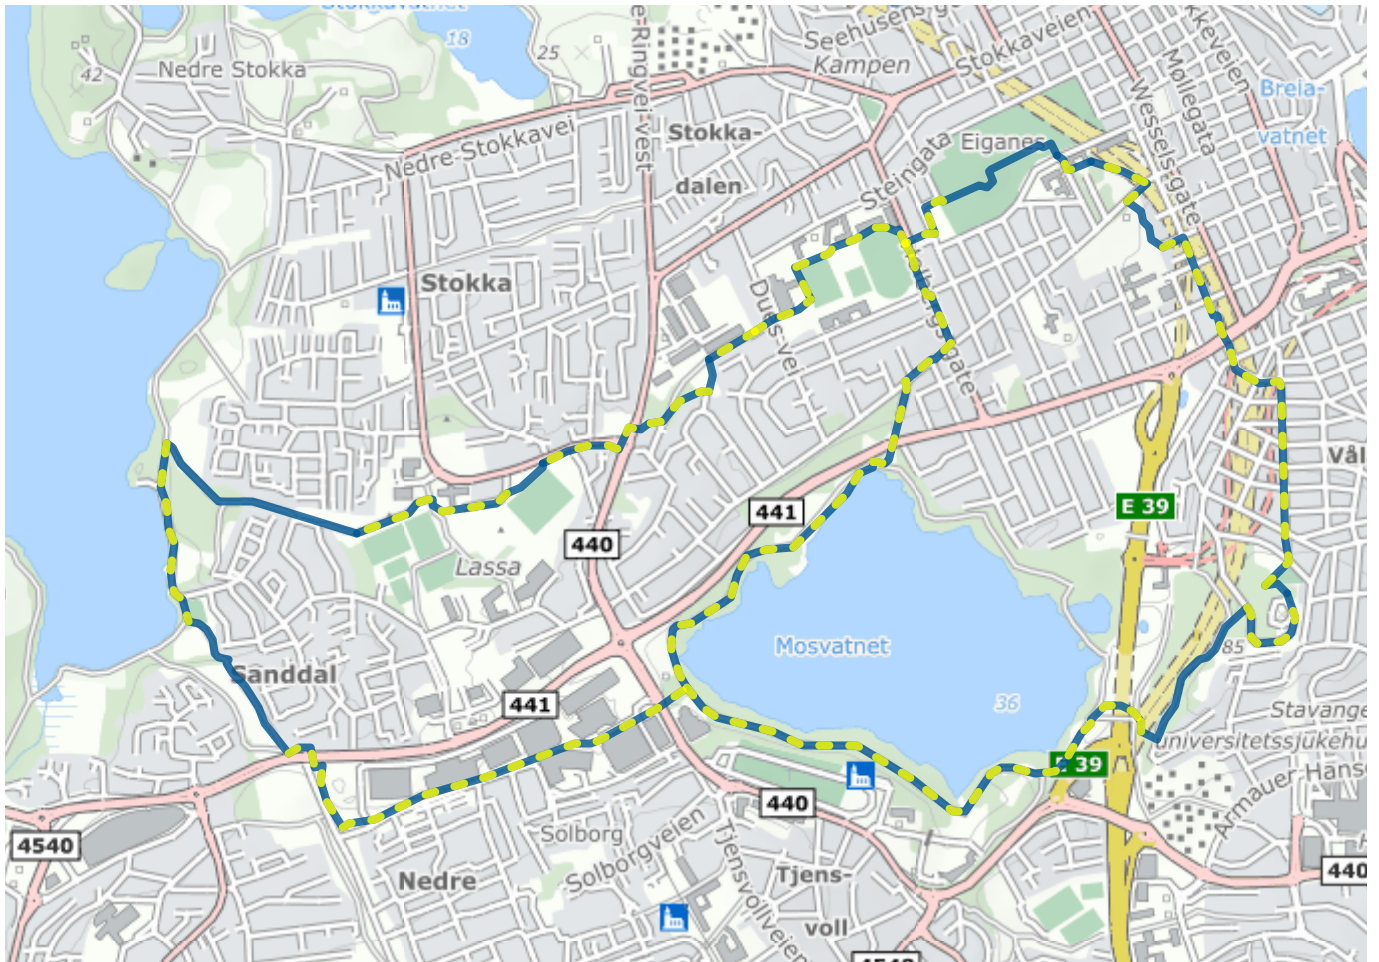 Stokkavatnet
18
25
42
Nedre Stokka
Seehusens g
Kampen
Stokkaveien
Møllegata
Wessels gate
Breia-
vatnet
e-Ringvei-vest
Stokka-
dalen
Nedre-Stokkavei
Steingata
Eiganes
Stokka
Dues-vei
441
E 39
440
Lassa
Vål
Mosvatnet
36
85
Sanddal
441
Stavange
universitetssjukehu
E 39
Armauer-Hans
440
4540
Solborg
Solborgveien
Nedre
Tjensvollveien
Tjens-
voll
440